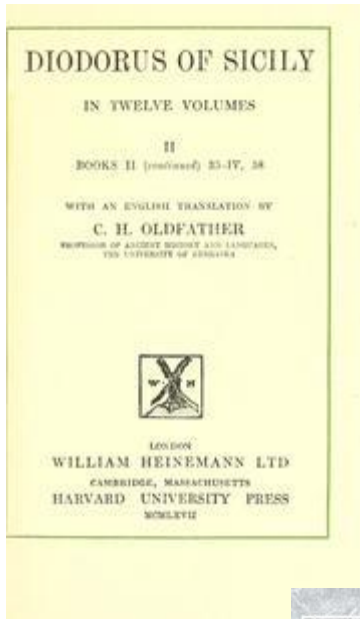 DIODORUS OF SICILY
IN TWELVE VOLUMES
II
BOOKS II (continued) 35-IV, 58
WITH AN ENGLISH TRANSLATION BY
C. H. OLDFATHER
PROFESSOR OF ANCIENT HISTORY AND LANGUAGES,
THE UNIVERSITY OF NEBRASKA
W H
LONDON
WILLIAM HEINEMANN LTD
CAMBRIDGE, MASSACHUSETTS
HARVARD UNIVERSITY PRESS
MCMLXVII